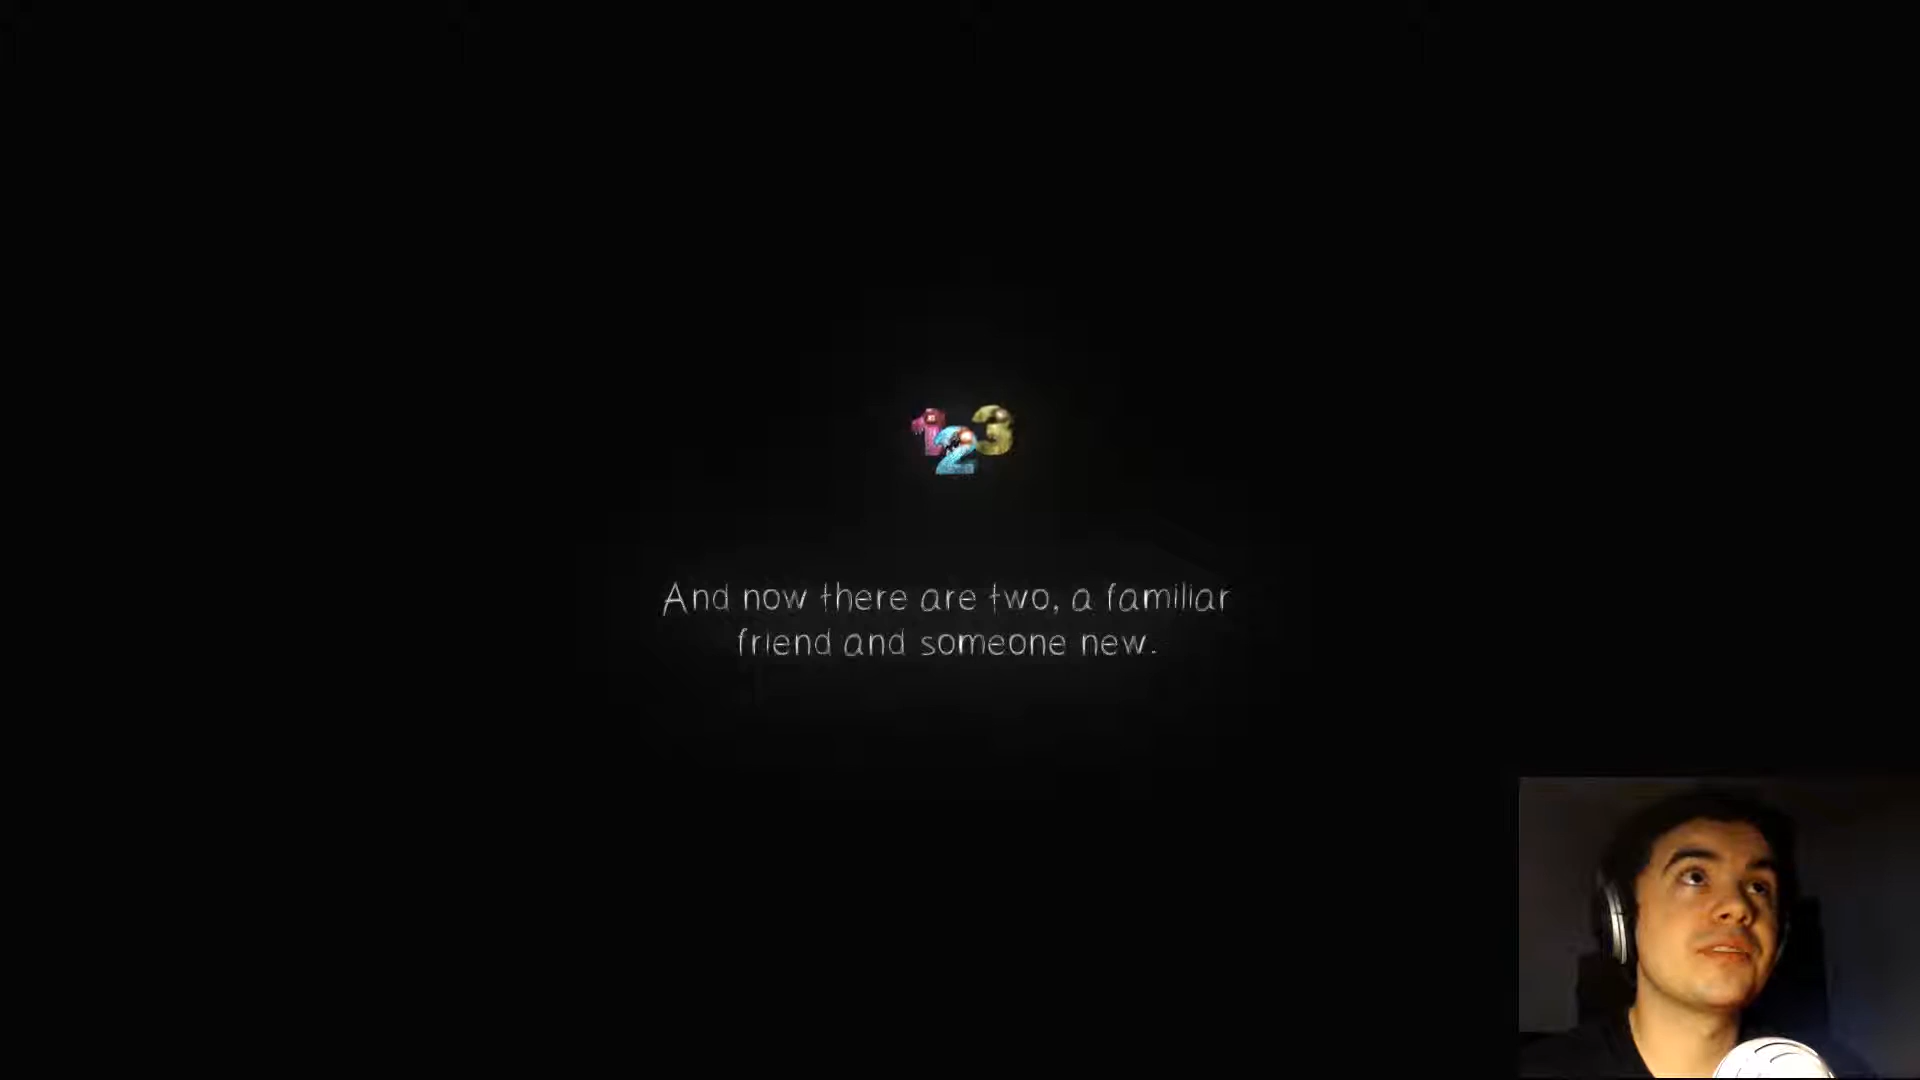 123
And now there are two, a familiar
friend and someone new.